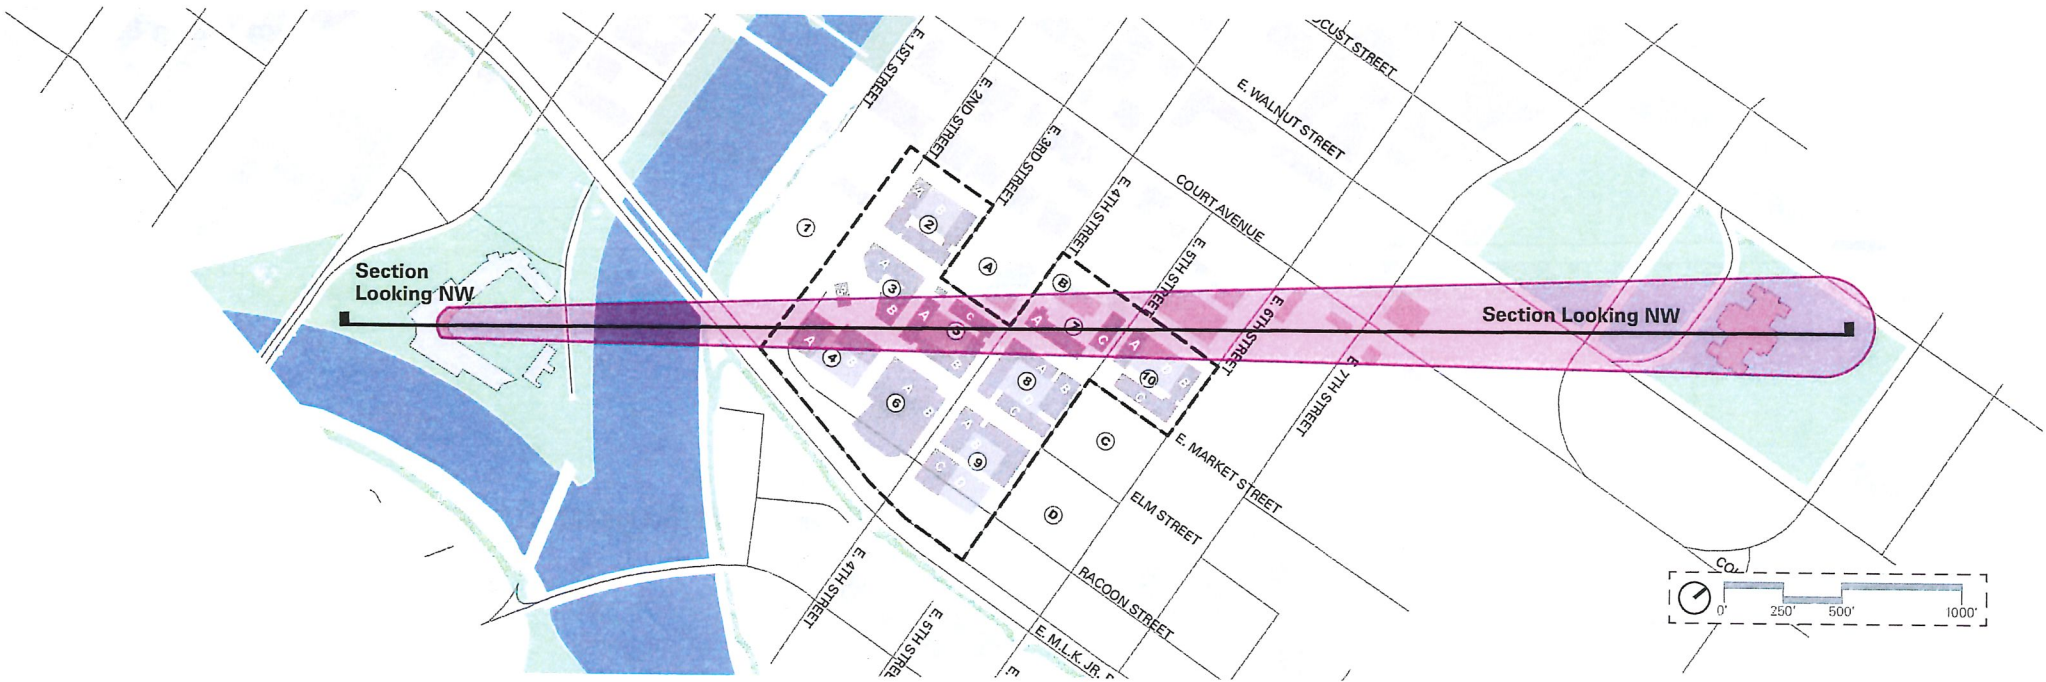 OCUST STREET
E. 1ST STREET
E. 2ND STREET
E. WALNUT STREET
E. 3RD STREET
COURT AVENUE
E. 4TH STREET
E. 5TH STREET
1
A
B
2
A
B
Section
Looking NW
A
3
B
A
C
5
B
7
C
A
Section Looking NW
E. 6TH STREET
E. 7TH STREET
A
4
A
6
B
A
8
B
C
10
D
B
C
A
9
C
D
C
D
E. MARKET STREET
ELM STREET
RACOON STREET
E. M.L.K. JR.
E. 4TH STREET
E. 5TH STREE
E.
0'
250'
500'
1000'